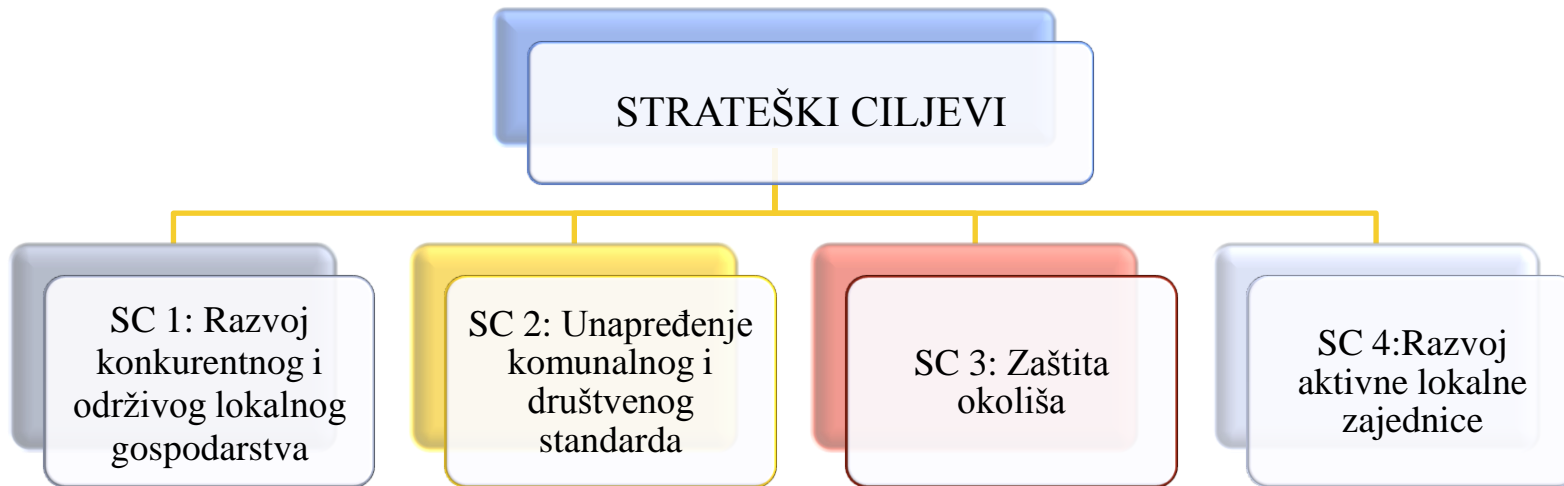 STRATEŠKI CILJEVI
SC 1: Razvoj
konkurentnog i
održivog lokalnog
gospodarstva
SC 2: Unapređenje
komunalnog i
društvenog
standarda
SC 3: Zaštita
okoliša
SC 4:Razvoj
aktivne lokalne
zajednice